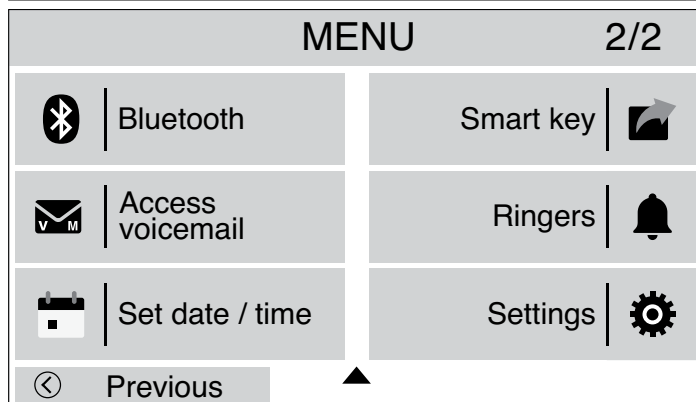 MENU 2/2
Bluetooth
Smart key
V M
Access
voicemail
Ringers
Set date / time
Settings
Previous